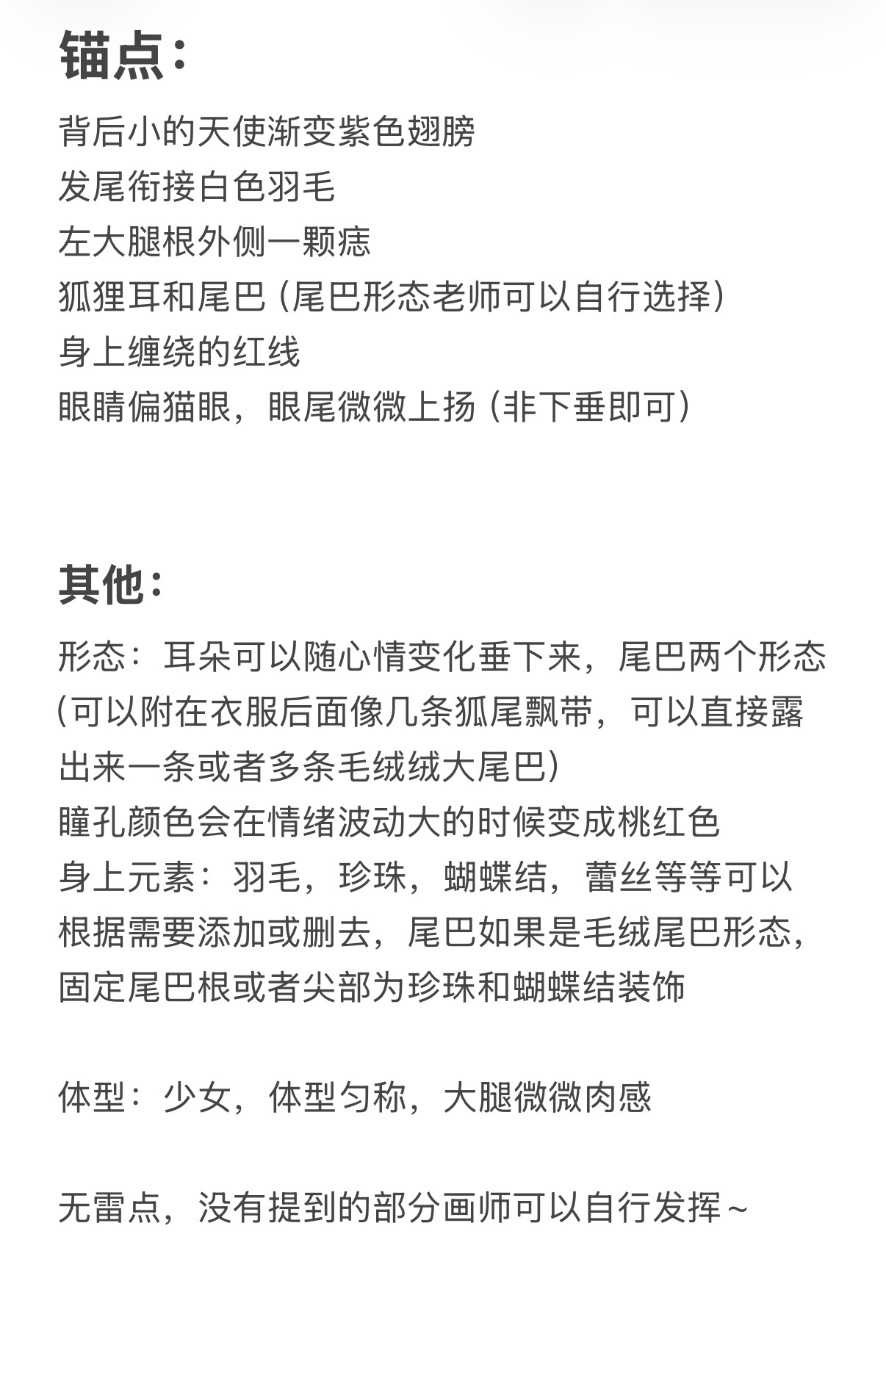 锚点：
背后小的天使渐变紫色翅膀
发尾衔接白色羽毛
左大腿根外侧一颗痣
狐狸耳和尾巴（尾巴形态老师可以自行选择）
身上缠绕的红线
眼睛偏猫眼，眼尾微微上扬（非下垂即可）
其他：
形态：耳朵可以随心情变化垂下来，尾巴两个形态
（可以附在衣服后面像几条狐尾飘带，可以直接露
出来一条或者多条毛绒绒大尾巴）
瞳孔颜色会在情绪波动大的时候变成桃红色
身上元素：羽毛，珍珠，蝴蝶结，蕾丝等等可以
根据需要添加或删去，尾巴如果是毛绒尾巴形态，
固定尾巴根或者尖部为珍珠和蝴蝶结装饰
体型：少女，体型匀称，大腿微微肉感
无雷点，没有提到的部分画师可以自行发挥~